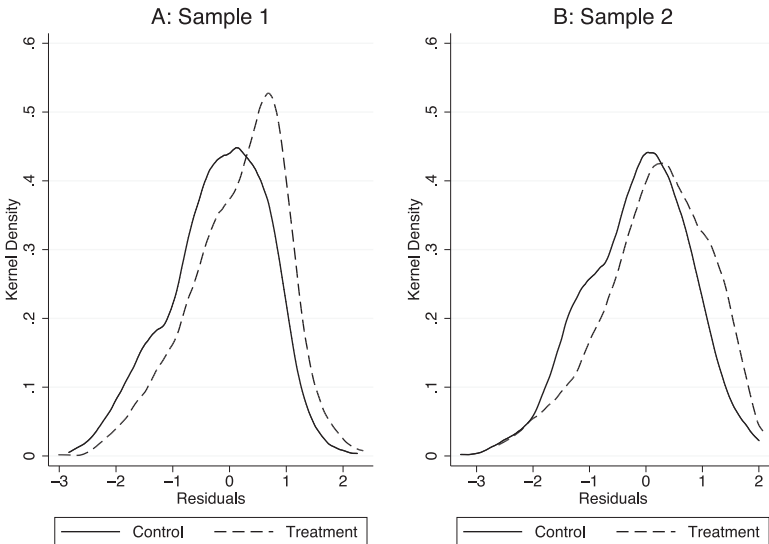 A: Sample 1
Kernel Density
.6
.5
.4
.3
.2
.1
0
−3 −2 −1 0 1 2
Residuals
Control Treatment
B: Sample 2
Kernel Density
.6
.5
.4
.3
.2
.1
0
−3 −2 −1 0 1 2
Residuals
Control Treatment